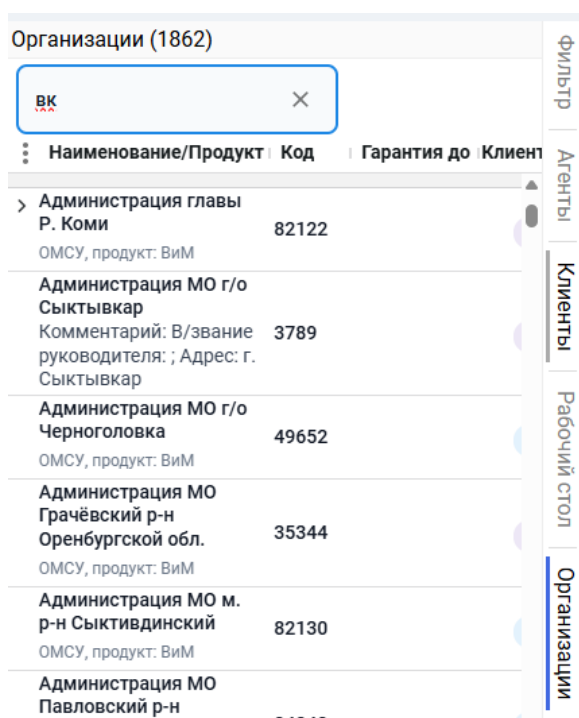 Организации (1862)
вк
Наименование/Продукт Код Гарантия до Клиент
Администрация главы
Р. Коми
82122
ОМСУ, продукт: ВиМ
Администрация МО г/о
Сыктывкар
Комментарий: В/звание
3789
руководителя: ; Адрес: г.
Сыктывкар
Администрация МО г/о
Черноголовка
49652
ОМСУ, продукт: ВиМ
Администрация МО
Грачёвский р-н
Оренбургской обл.
35344
ОМСУ, продукт: ВиМ
Администрация МО м.
р-н Сыктивдинский
82130
ОМСУ, продукт: ВиМ
Администрация МО
Павловский р-н
Фильтр
Агенты
Клиенты
Рабочий стол
Организации